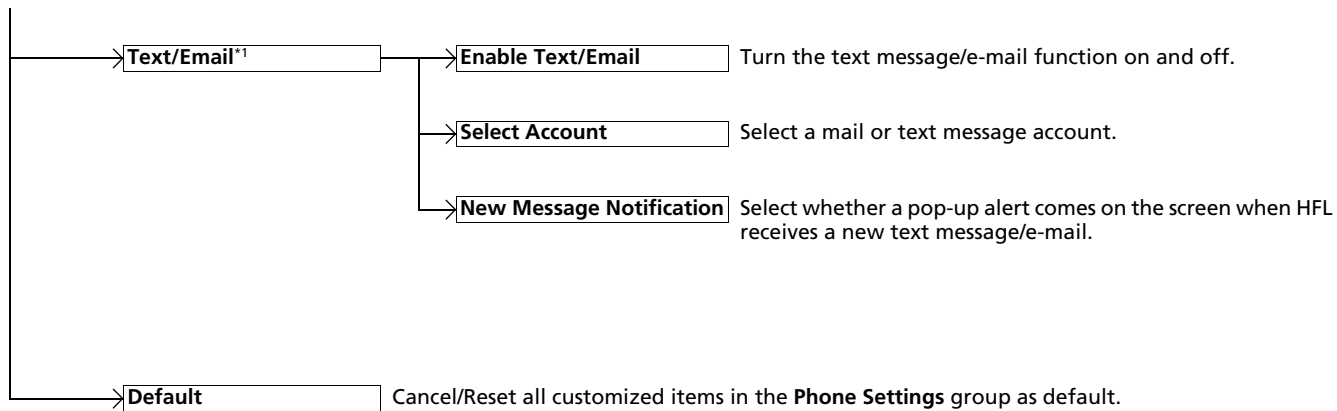 Text/Email*1
Enable Text/Email
Turn the text message/e-mail function on and off.
Select Account
Select a mail or text message account.
New Message Notification
Select whether a pop-up alert comes on the screen when HFL
receives a new text message/e-mail.
Default
Cancel/Reset all customized items in the Phone Settings group as default.